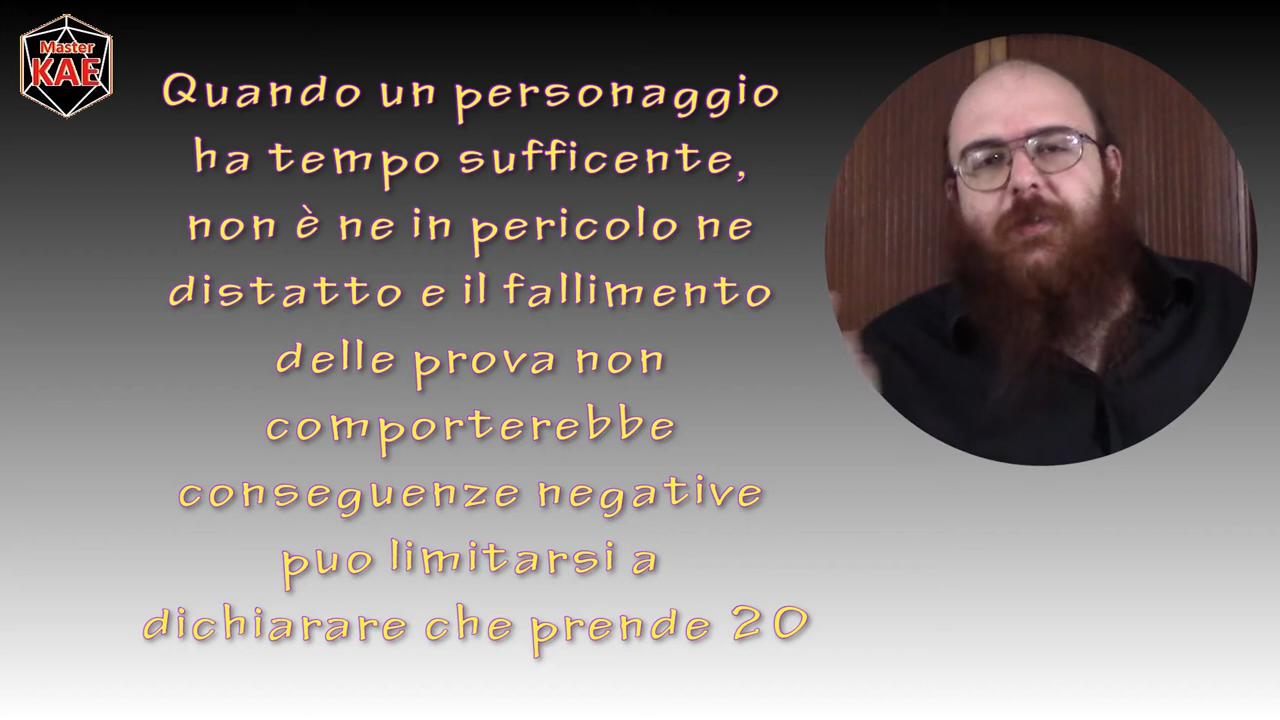 Master
KAE
Quando un personaggio
ha tempo sufficente,
non è ne in pericolo ne
distatto e il fallimento
delle prova non
comporterebbe
conseguenze negative
puo limitarsi a
dichiarare che prende 20